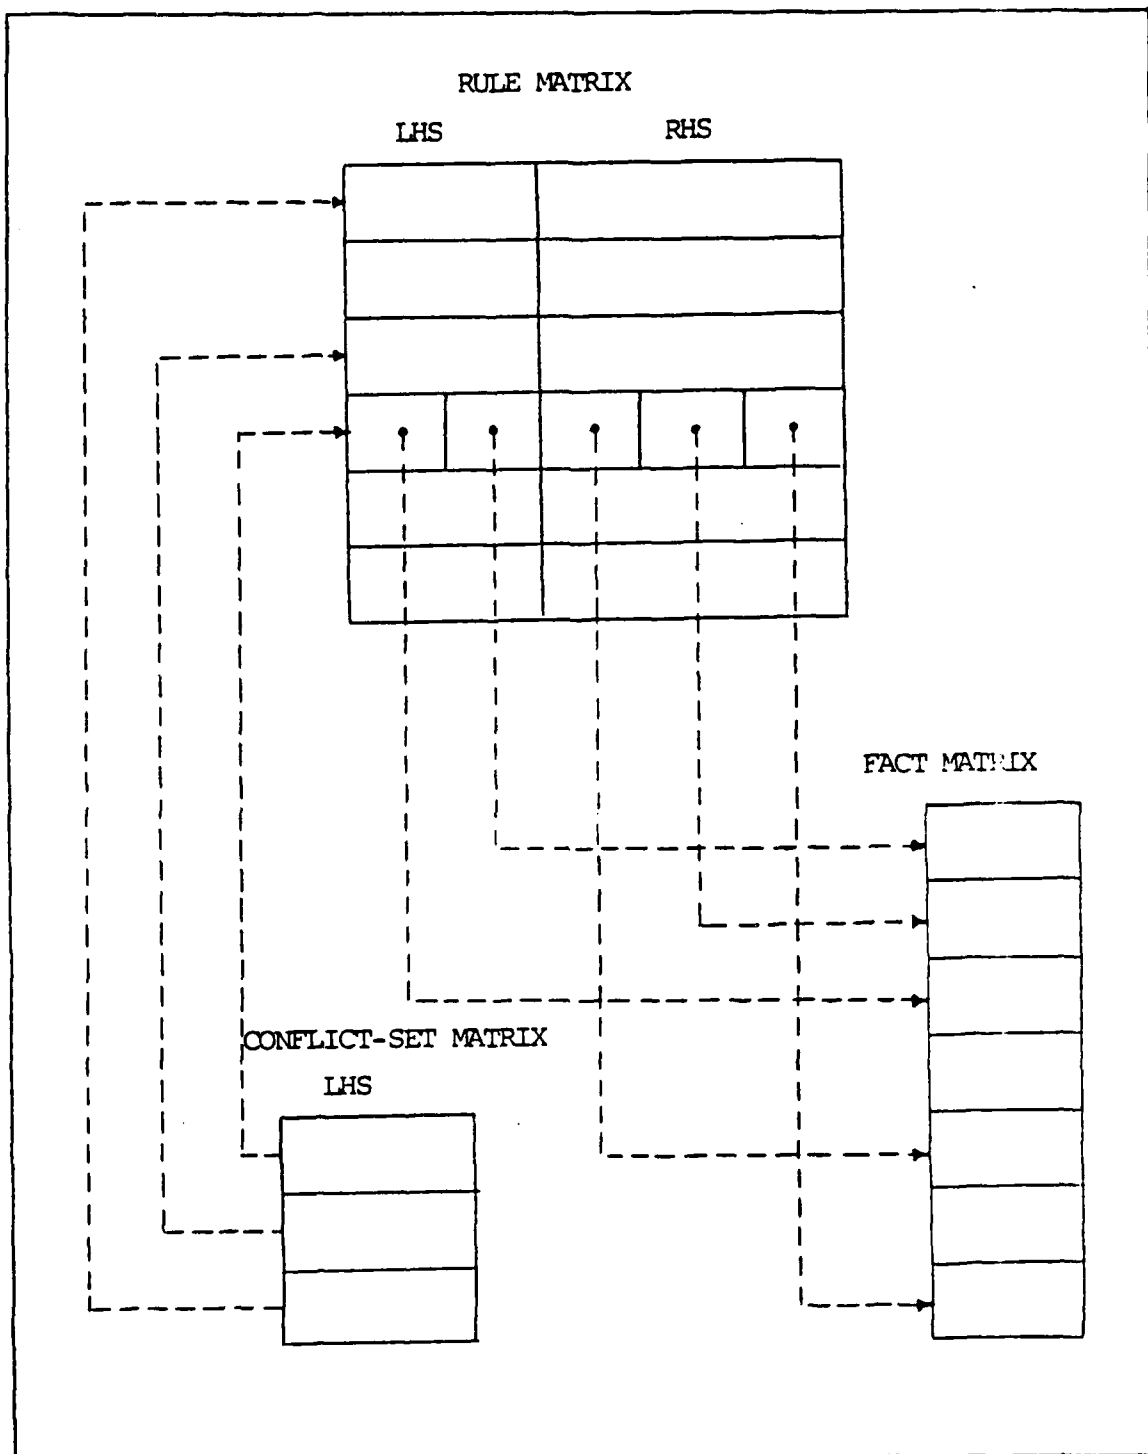 RULE MATRIX
LHS RHS
FACT MATRIX
CONFLICT-SET MATRIX
LHS